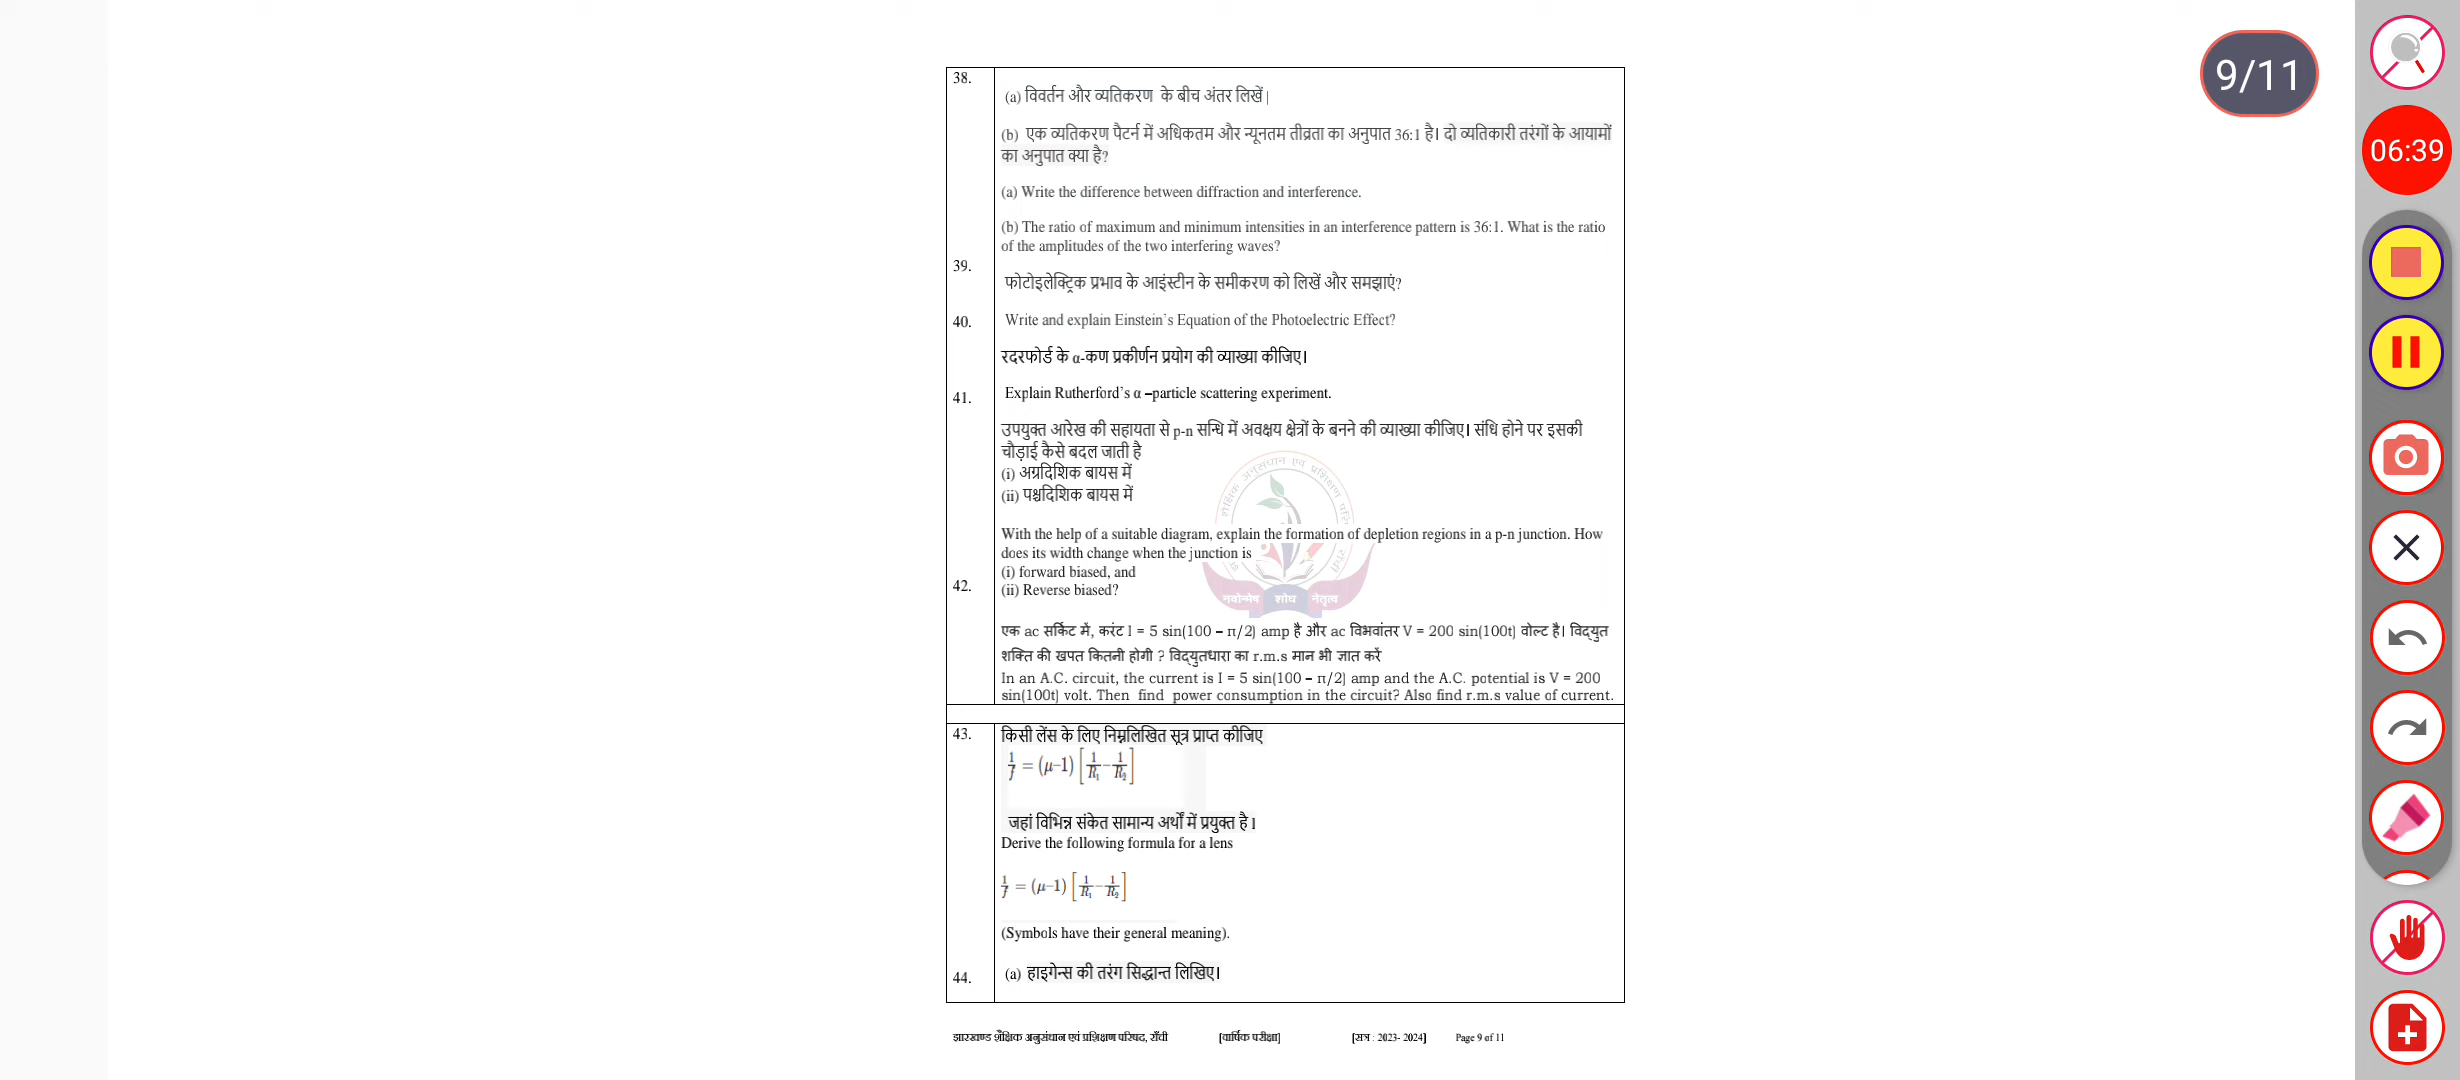 9/11
06:39
38.
(a) विवर्तन और व्यतिकरण के बीच अंतर लिखें |
(b) एक व्यतिकरण पैटर्न में अधिकतम और न्यूनतम तीव्रता का अनुपात 36:1 है। दो व्यतिकारी तरंगों के आयामों
का अनुपात क्या है?
(a) Write the difference between diffraction and interference.
(b) The ratio of maximum and minimum intensities in an interference pattern is 36:1. What is the ratio
of the amplitudes of the two interfering waves?
39.
फोटोइलेक्ट्रिक प्रभाव के आइंस्टीन के समीकरण को लिखें और समझाएं?
40.
Write and explain Einstein's Equation of the Photoelectric Effect?
रदरफोर्ड के α-कण प्रकीर्णन प्रयोग की व्याख्या कीजिए।
41.
Explain Rutherford's α –particle scattering experiment.
उपयुक्त आरेख की सहायता से p-n सन्धि में अवक्षय क्षेत्रों के बनने की व्याख्या कीजिए। संधि होने पर इसकी
चौड़ाई कैसे बदल जाती है
(i) अग्रदिशिक बायस में
(ii) पश्चदिशिक बायस में
With the help of a suitable diagram, explain the formation of depletion regions in a p-n junction. How
does its width change when the junction is
(i) forward biased, and
42.
(ii) Reverse biased?
नवोन्मेष शोध नेतृत्व
एक ac सर्किट में, करंट I = 5 sin(100 – π/2) amp है और ac विभवांतर V = 200 sin(100t) वोल्ट है। विद्युत
शक्ति की खपत कितनी होगी ? विद्युतधारा का r.m.s मान भी ज्ञात करें
In an A.C. circuit, the current is I = 5 sin(100 – π/2) amp and the A.C. potential is V = 200
sin(100t) volt. Then find power consumption in the circuit? Also find r.m.s value of current.
43.
किसी लेंस के लिए निम्नलिखित सूत्र प्राप्त कीजिए
1/f = (μ–1) [1/R₁ – 1/R₂]
जहां विभिन्न संकेत सामान्य अर्थों में प्रयुक्त है।
Derive the following formula for a lens
1/f = (μ–1) [1/R₁ – 1/R₂]
(Symbols have their general meaning).
44.
(a) हाइगेन्स की तरंग सिद्धान्त लिखिए।
झारखण्ड शैक्षिक अनुसंधान एवं प्रशिक्षण परिषद, राँची [वार्षिक परीक्षा] [सत्र : 2023- 2024] Page 9 of 11